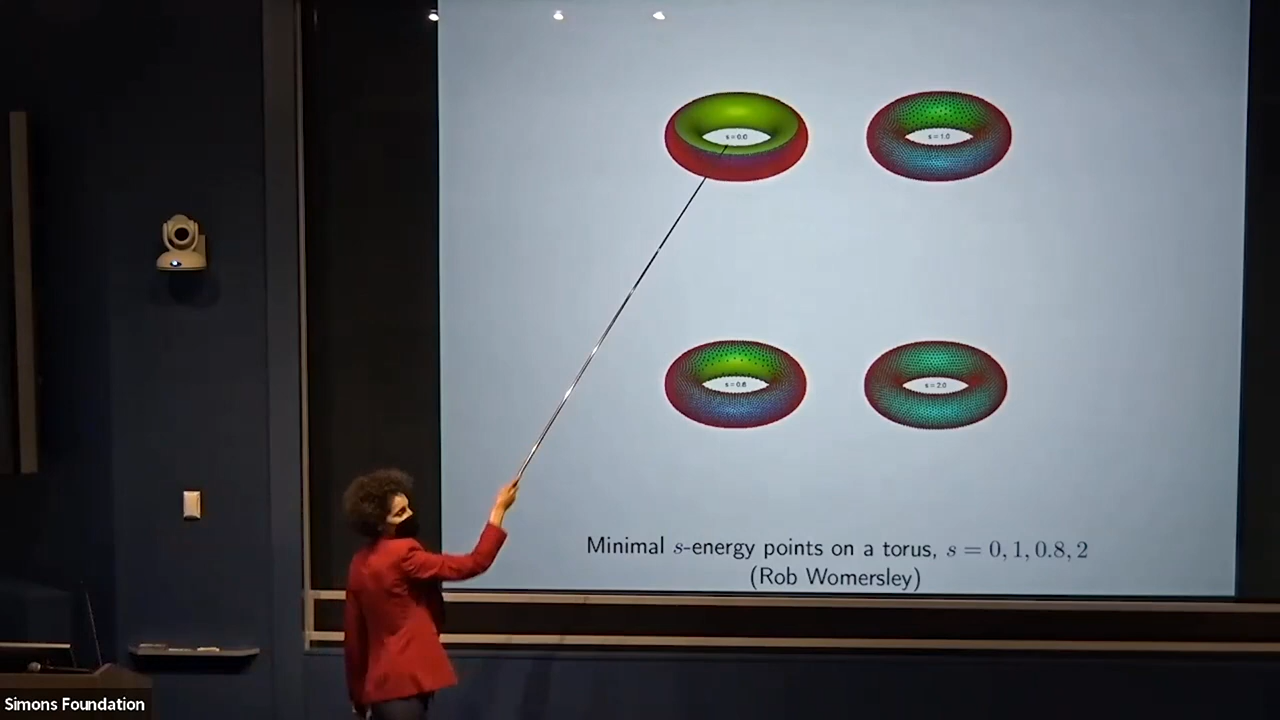 s = 0.0
s = 1.0
s = 0.8
s = 2.0
Minimal s-energy points on a torus, s = 0, 1, 0.8, 2
(Rob Womersley)
Simons Foundation